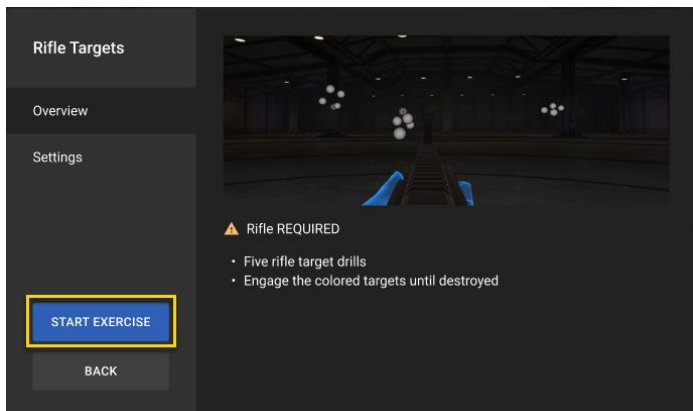 Rifle Targets
Overview
Settings
START EXERCISE
BACK
Rifle REQUIRED
• Five rifle target drills
• Engage the colored targets until destroyed